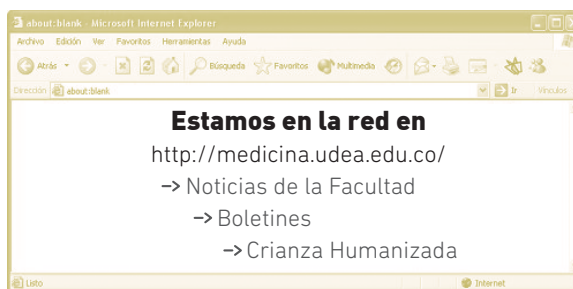 about:blank - Microsoft Internet Explorer
Archivo Edición Ver Favoritos Herramientas Ayuda
Atrás Búsqueda Favoritos Multimedia
Dirección about:blank Ir Vínculos
Estamos en la red en
http://medicina.udea.edu.co/
-> Noticias de la Facultad
-> Boletines
-> Crianza Humanizada
Listo Internet